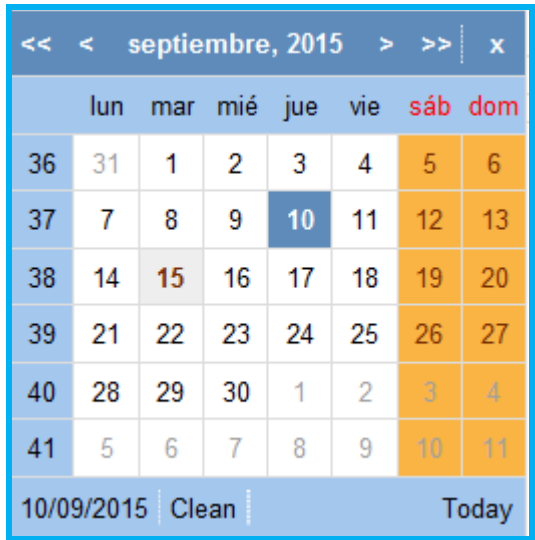 << < septiembre, 2015 > >> x
lun mar mié jue vie sáb dom
36 31 1 2 3 4 5 6
37 7 8 9 10 11 12 13
38 14 15 16 17 18 19 20
39 21 22 23 24 25 26 27
40 28 29 30 1 2 3 4
41 5 6 7 8 9 10 11
10/09/2015 Clean Today